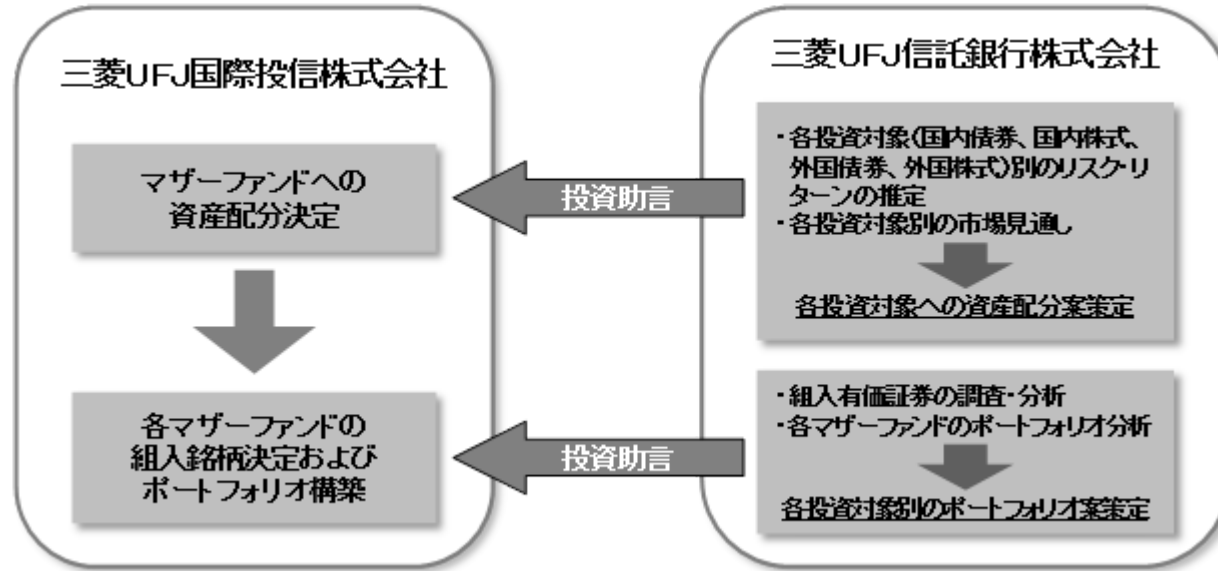 三菱UFJ国際投信株式会社
マザーファンドへの
資産配分決定
各マザーファンドの
組入銘柄決定および
ポートフォリオ構築
投資助言
投資助言
三菱UFJ信託銀行株式会社
・各投資対象(国内債券、国内株式、
外国債券、外国株式)別のリスク・リ
ターンの推定
・各投資対象別の市場見通し
各投資対象への資産配分案策定
・組入有価証券の調査・分析
・各マザーファンドのポートフォリオ分析
各投資対象別のポートフォリオ案策定